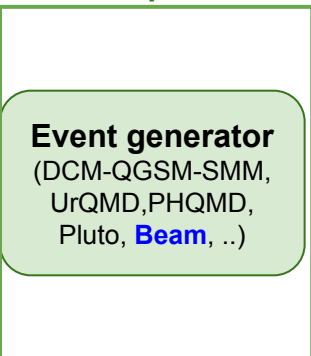 Event generator
(DCM-QGSM-SMM,
UrQMD,PHQMD,
Pluto, Beam, ..)